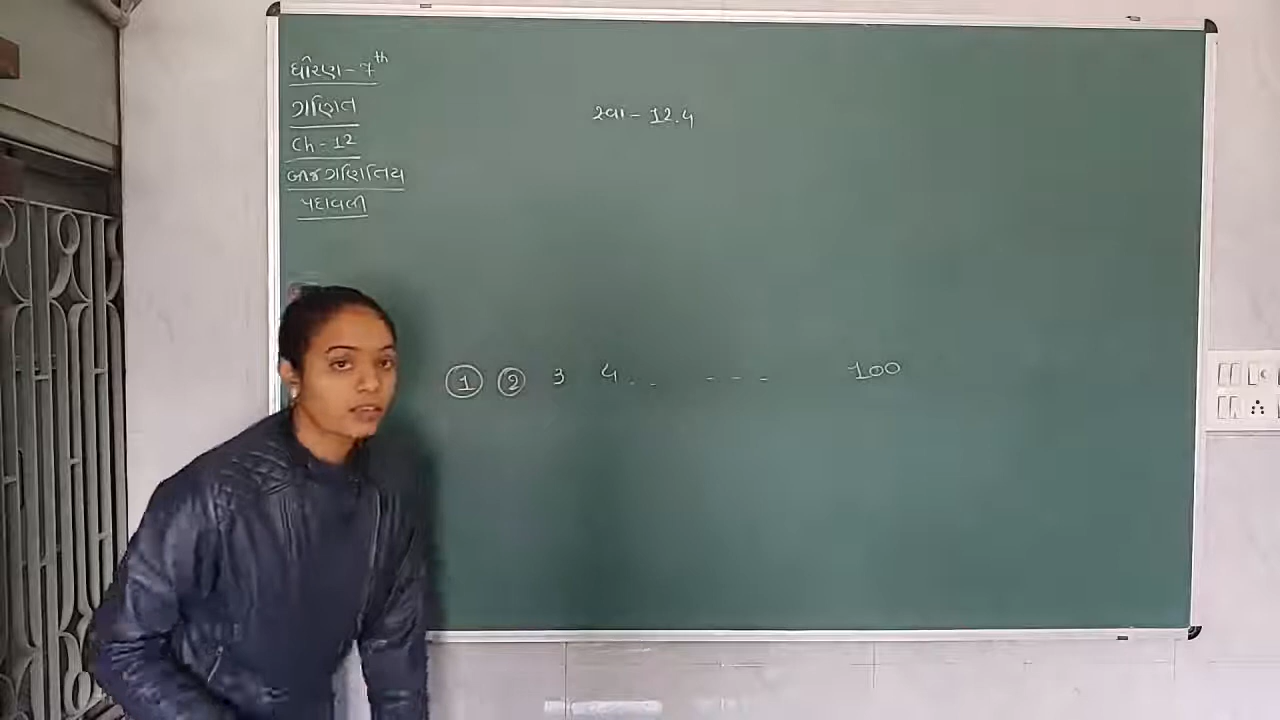 ધોરણ - 7th
ગણિત
Ch - 12
બીજગણિતિય
પદાવલી
સ્વા - 12.4
1 2 3 4 . . - - - 100